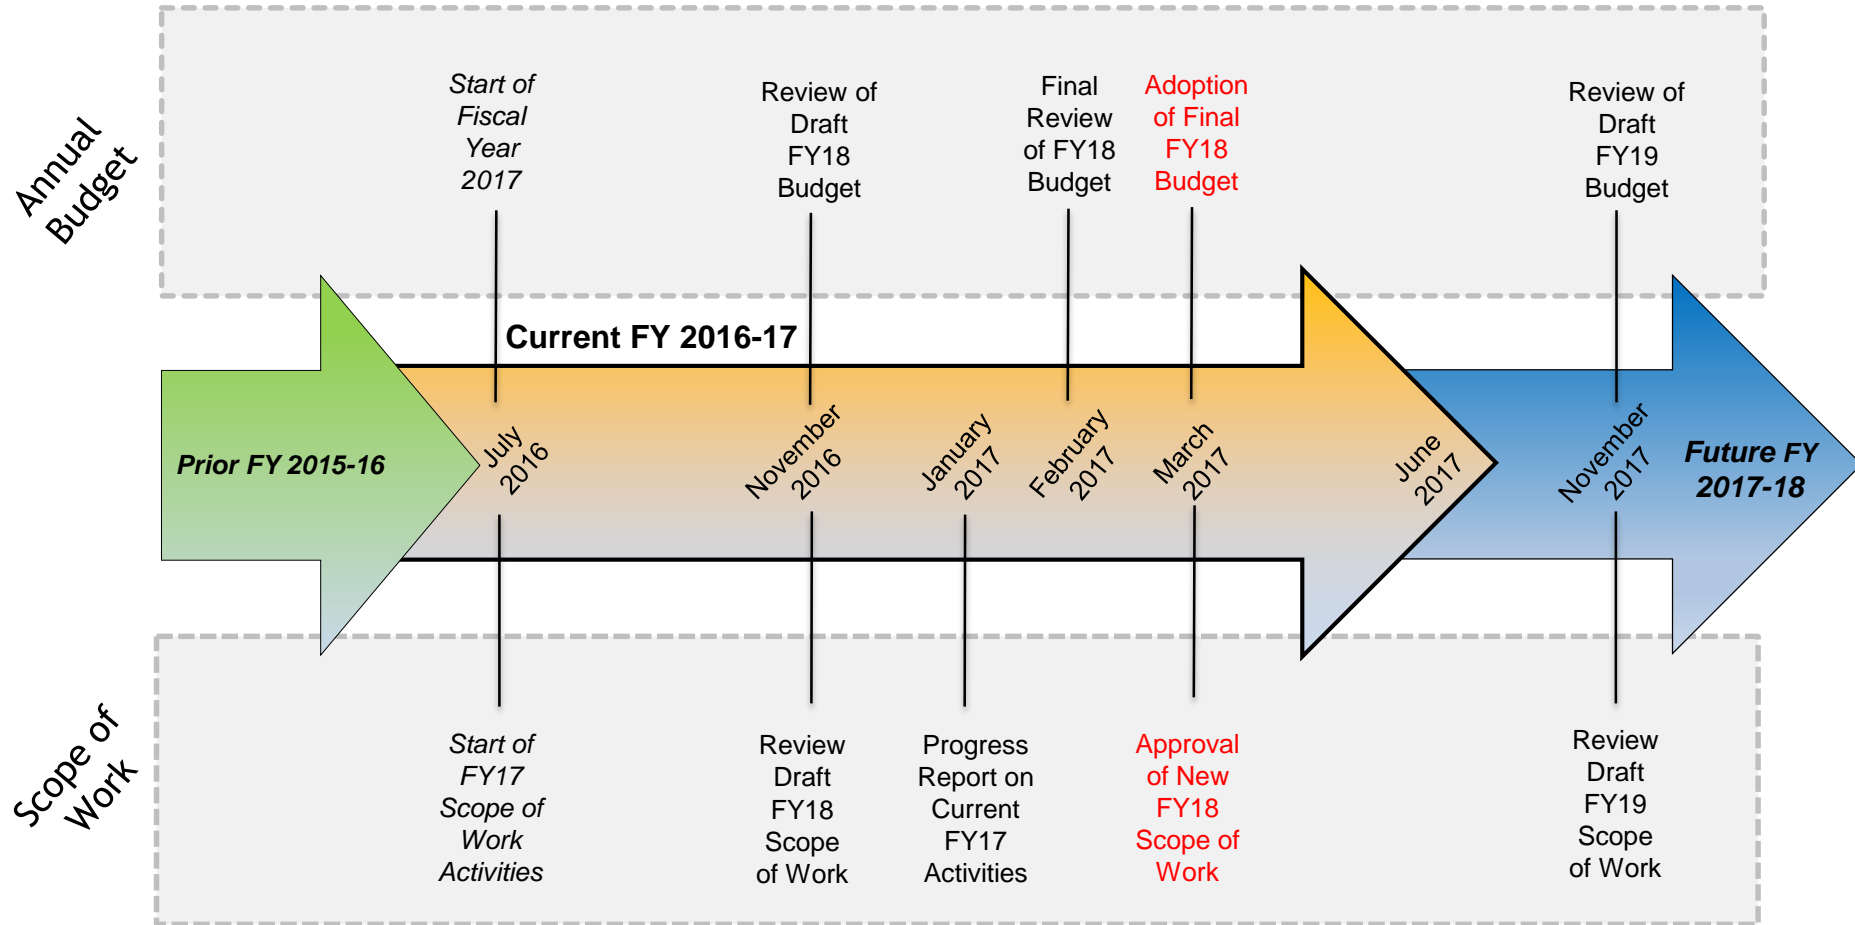 Annual
Budget
Start of
Fiscal
Year
2017
Review of
Draft
FY18
Budget
Final
Review
of FY18
Budget
Adoption
of Final
FY18
Budget
Review of
Draft
FY19
Budget
Current FY 2016-17
Prior FY 2015-16
July
2016
November
2016
January
2017
February
2017
March
2017
June
2017
November
2017
Future FY
2017-18
Scope of
Work
Start of
FY17
Scope of
Work
Activities
Review
Draft
FY18
Scope
of Work
Progress
Report on
Current
FY17
Activities
Approval
of New
FY18
Scope of
Work
Review
Draft
FY19
Scope
of Work